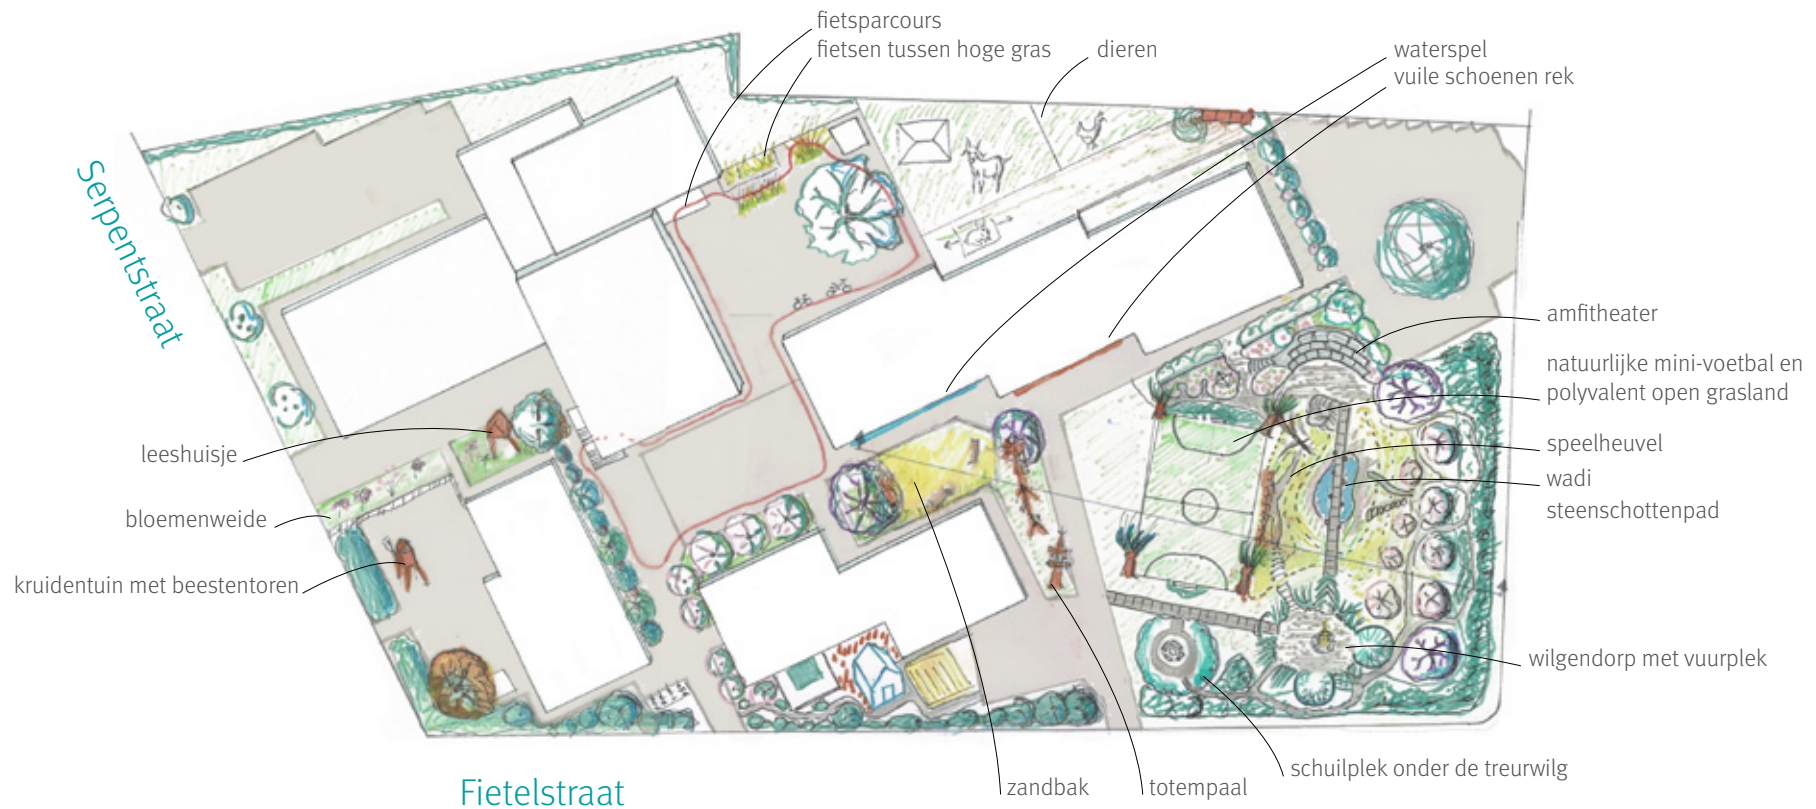 fietsparcours
fietsen tussen hoge gras
dieren
waterspel
vuile schoenen rek
Serpentstraat
amfitheater
natuurlijke mini-voetbal en
polyvalent open grasland
speelheuvel
wadi
steenschottenpad
leeshuisje
bloemenweide
kruidentuin met beestentoren
wilgendorp met vuurplek
schuilplek onder de treurwilg
zandbak
totempaal
Fietelstraat